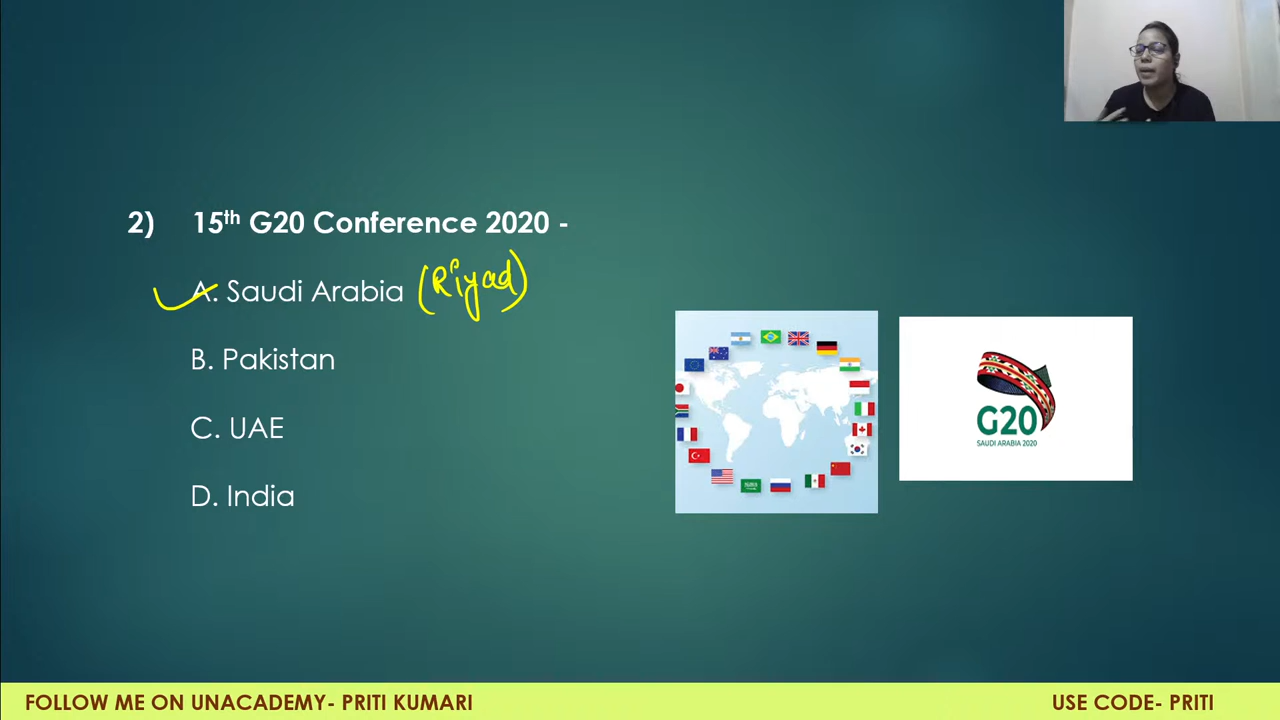 2) 15th G20 Conference 2020 -
A. Saudi Arabia (Riyad)
B. Pakistan
C. UAE
D. India
G20
SAUDI ARABIA 2020
FOLLOW ME ON UNACADEMY- PRITI KUMARI
USE CODE- PRITI